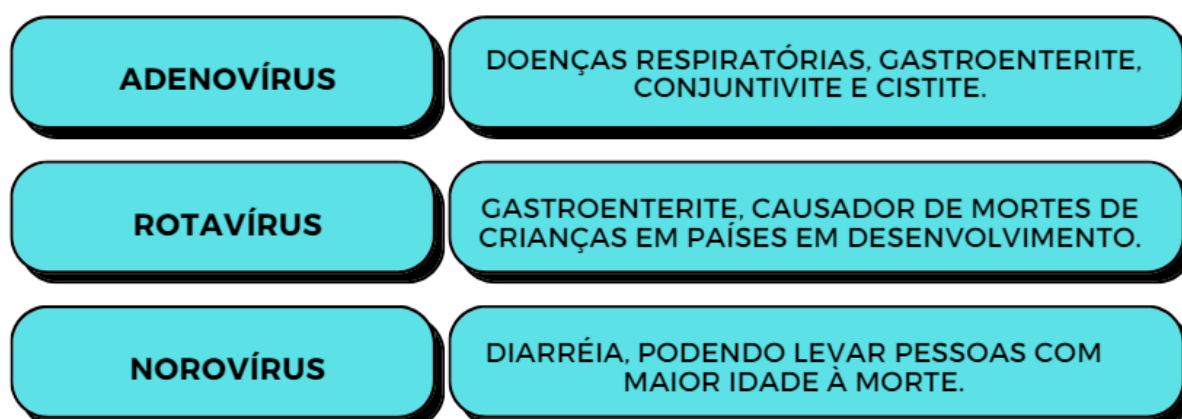 ADENOVÍRUS
DOENÇAS RESPIRATÓRIAS, GASTROENTERITE,
CONJUNTIVITE E CISTITE.
ROTAVÍRUS
GASTROENTERITE, CAUSADOR DE MORTES DE
CRIANÇAS EM PAÍSES EM DESENVOLVIMENTO.
NOROVÍRUS
DIARRÉIA, PODENDO LEVAR PESSOAS COM
MAIOR IDADE À MORTE.